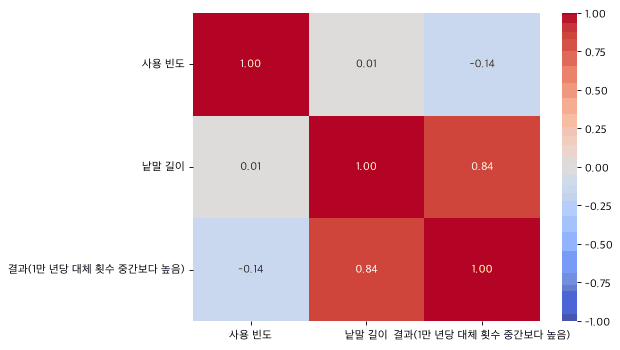 사용 빈도
낱말 길이
결과(1만 년당 대체 횟수 중간보다 높음)
1.00 0.01 -0.14
0.01 1.00 0.84
-0.14 0.84 1.00
사용 빈도 낱말 길이 결과(1만 년당 대체 횟수 중간보다 높음)
1.00
0.75
0.50
0.25
0.00
-0.25
-0.50
-0.75
-1.00